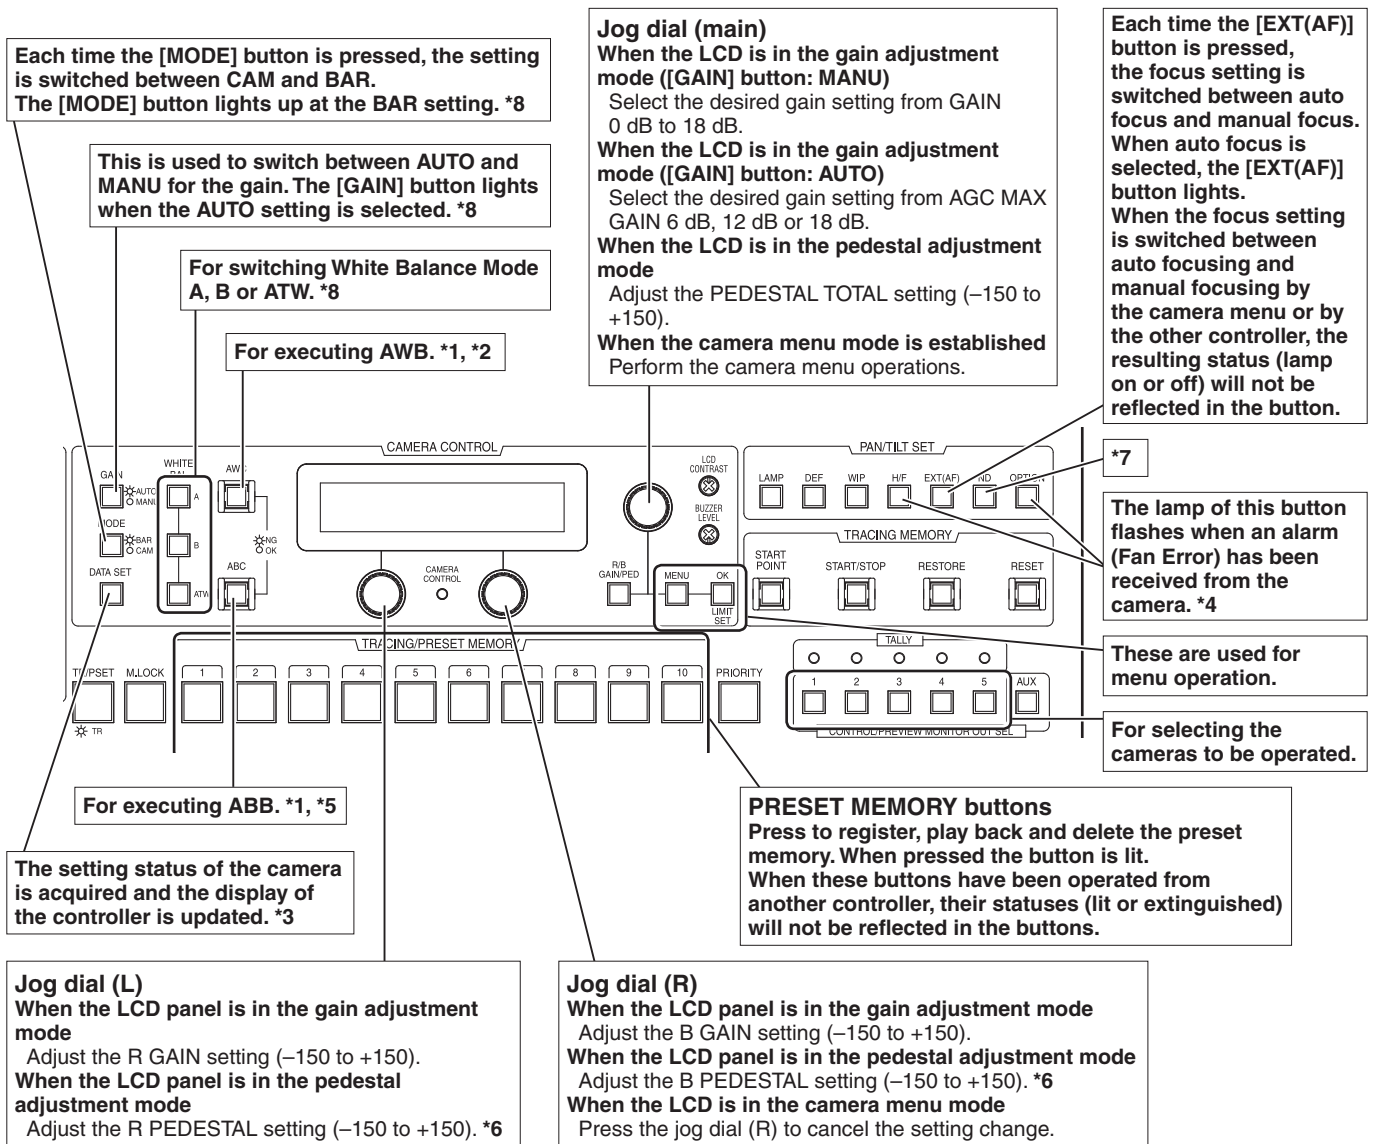 Each time the [MODE] button is pressed, the setting
is switched between CAM and BAR.
The [MODE] button lights up at the BAR setting. *8
This is used to switch between AUTO and
MANU for the gain. The [GAIN] button lights
when the AUTO setting is selected. *8
For switching White Balance Mode
A, B or ATW. *8
For executing AWB. *1, *2
Jog dial (main)
When the LCD is in the gain adjustment
mode ([GAIN] button: MANU)
Select the desired gain setting from GAIN
0 dB to 18 dB.
When the LCD is in the gain adjustment
mode ([GAIN] button: AUTO)
Select the desired gain setting from AGC MAX
GAIN 6 dB, 12 dB or 18 dB.
When the LCD is in the pedestal adjustment
mode
Adjust the PEDESTAL TOTAL setting (–150 to
+150).
When the camera menu mode is established
Perform the camera menu operations.
Each time the [EXT(AF)]
button is pressed,
the focus setting is
switched between auto
focus and manual focus.
When auto focus is
selected, the [EXT(AF)]
button lights.
When the focus setting
is switched between
auto focusing and
manual focusing by
the camera menu or by
the other controller, the
resulting status (lamp
on or off) will not be
reflected in the button.
*7
The lamp of this button
flashes when an alarm
(Fan Error) has been
received from the
camera. *4
These are used for
menu operation.
For selecting the
cameras to be operated.
CAMERA CONTROL
GAIN
AUTO
MANU
WHITE
A
B
MODE
BAR
CAM
NG
OK
DATA SET
ABC
CAMERA
CONTROL
LCD
CONTRAST
BUZZER
LEVEL
R/B
GAIN/PED
MENU
OK
LIMIT
SET
PAN/TILT SET
LAMP
DEF
WIP
H/F
EXT(AF)
TRACING MEMORY
START
POINT
START/STOP
RESTORE
RESET
TRACING/PRESET MEMORY
M.LOCK
1
2
3
4
5
6
8
9
10
PRIORITY
TR
TALLY
1
2
3
4
5
AUX
CONTROL/PREVIEW MONITOR OUT SEL
For executing ABB. *1, *5
The setting status of the camera
is acquired and the display of
the controller is updated. *3
PRESET MEMORY buttons
Press to register, play back and delete the preset
memory. When pressed the button is lit.
When these buttons have been operated from
another controller, their statuses (lit or extinguished)
will not be reflected in the buttons.
Jog dial (L)
When the LCD panel is in the gain adjustment
mode
Adjust the R GAIN setting (–150 to +150).
When the LCD panel is in the pedestal
adjustment mode
Adjust the R PEDESTAL setting (–150 to +150). *6
Jog dial (R)
When the LCD panel is in the gain adjustment mode
Adjust the B GAIN setting (–150 to +150).
When the LCD panel is in the pedestal adjustment mode
Adjust the B PEDESTAL setting (–150 to +150). *6
When the LCD is in the camera menu mode
Press the jog dial (R) to cancel the setting change.